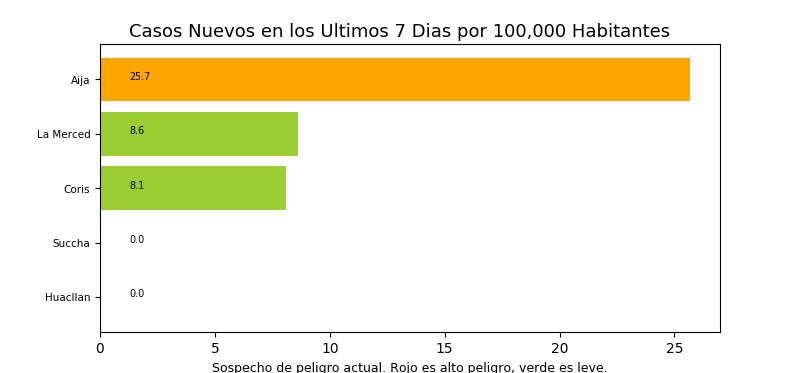 Casos Nuevos en los Ultimos 7 Dias por 100,000 Habitantes
Aija 25.7
La Merced 8.6
Coris 8.1
Succha 0.0
Huacllan 0.0
0 5 10 15 20 25
Sospecho de peligro actual. Rojo es alto peligro, verde es leve.